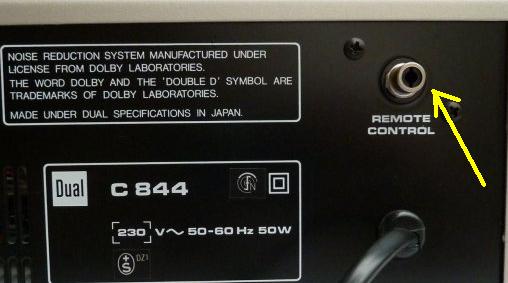 NOISE REDUCTION SYSTEM MANUFACTURED UNDER
LICENSE FROM DOLBY LABORATORIES.
THE WORD DOLBY AND THE 'DOUBLE D' SYMBOL ARE
TRADEMARKS OF DOLBY LABORATORIES.
MADE UNDER DUAL SPECIFICATIONS IN JAPAN.
REMOTE
CONTROL
Dual C 844
230 V~ 50-60 Hz 50W
+S DZ1